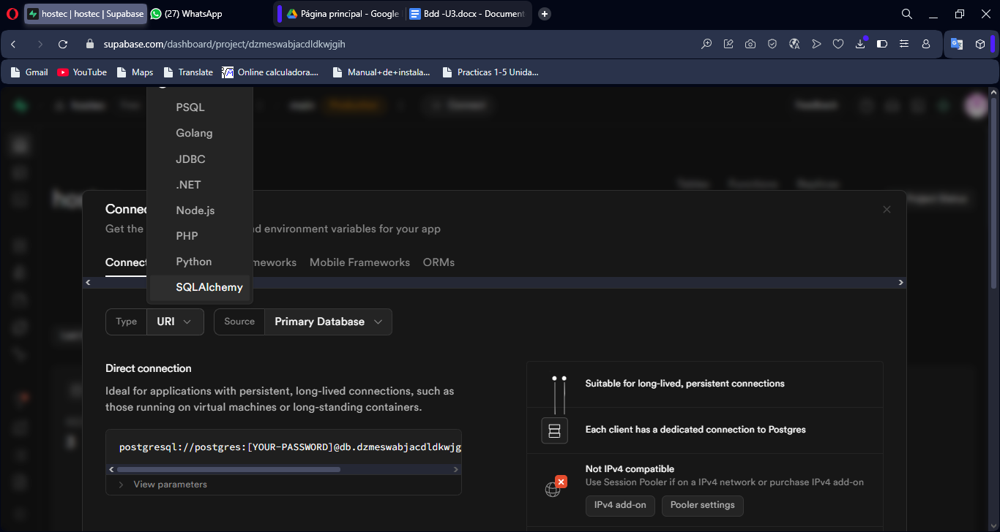 hostec | hostec | Supabase
(27) WhatsApp
Página principal - Google
Bdd -U3.docx - Document
supabase.com/dashboard/project/dzmeswabjacdldkwjgih
Gmail
YouTube
Maps
Translate
Online calculadora....
Manual+de+instala...
Practicas 1-5 Unida...
PSQL
Golang
JDBC
.NET
Node.js
PHP
Python
SQLAlchemy
Feedback
Connec
Get the
d environment variables for your app
Connect
meworks
Mobile Frameworks
ORMs
Type
URI
Source
Primary Database
Direct connection
Ideal for applications with persistent, long-lived connections, such as
those running on virtual machines or long-standing containers.
postgresql://postgres:[YOUR-PASSWORD]@db.dzmeswabjacdldkwjg
View parameters
Suitable for long-lived, persistent connections
Each client has a dedicated connection to Postgres
Not IPv4 compatible
Use Session Pooler if on a IPv4 network or purchase IPv4 add-on
IPv4 add-on
Pooler settings